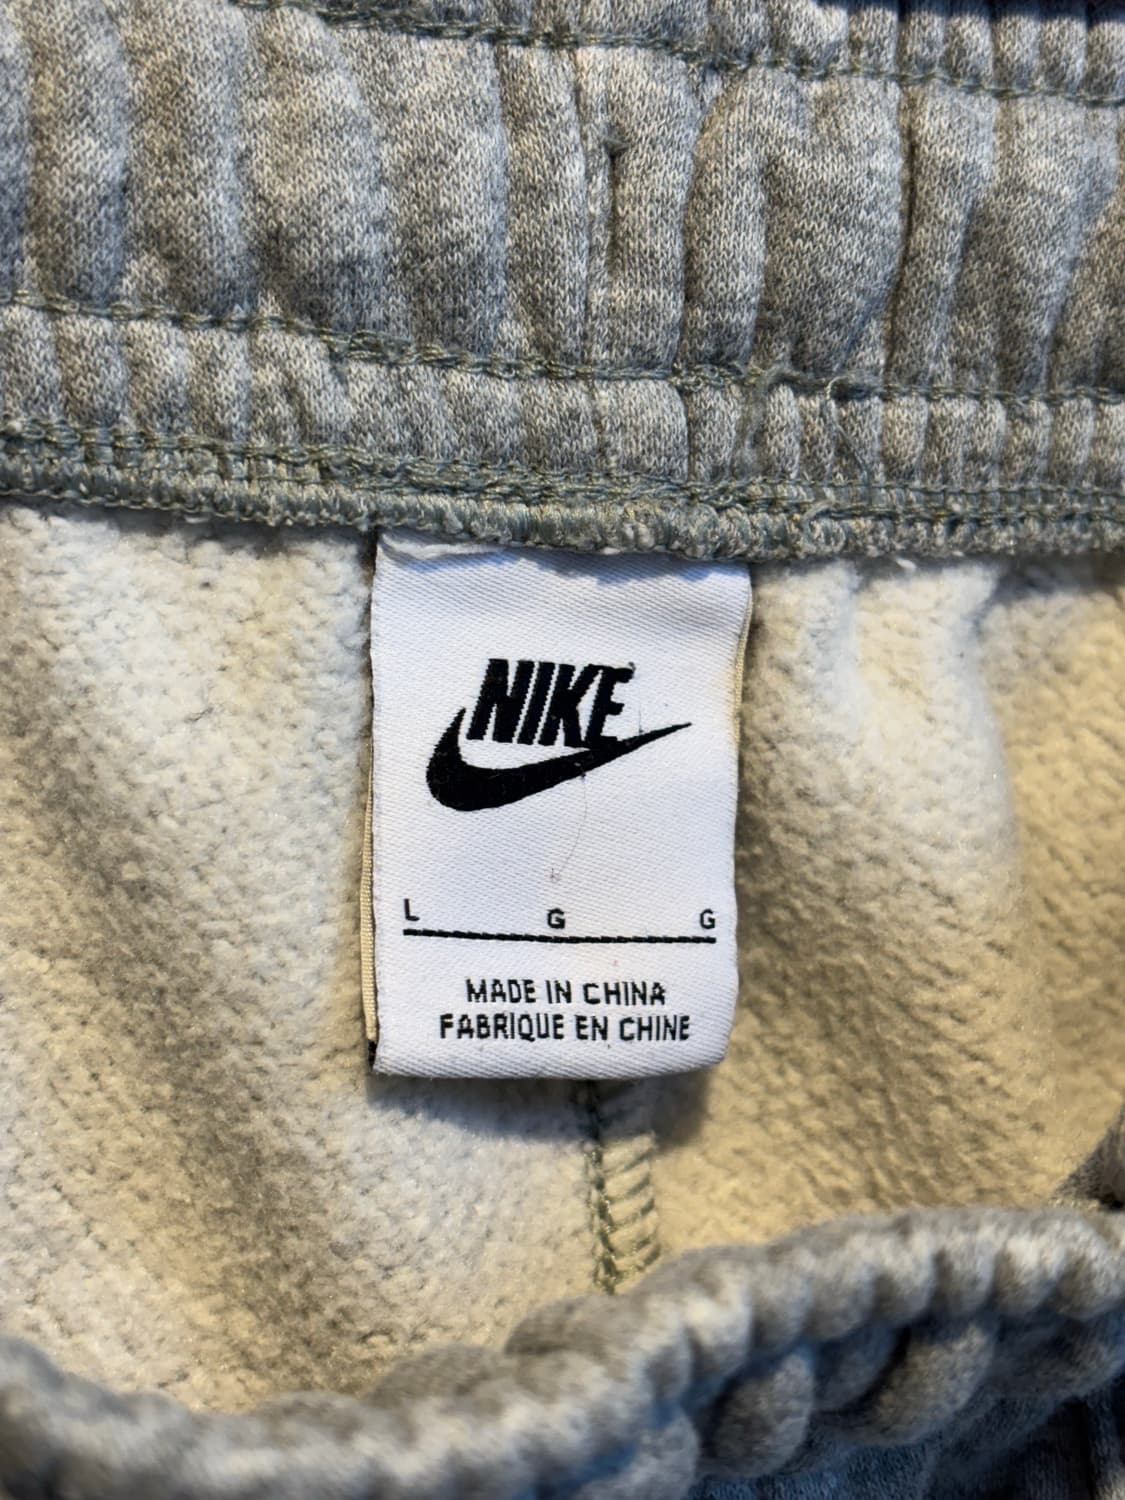 NIKE
L G G
MADE IN CHINA
FABRIQUE EN CHINE